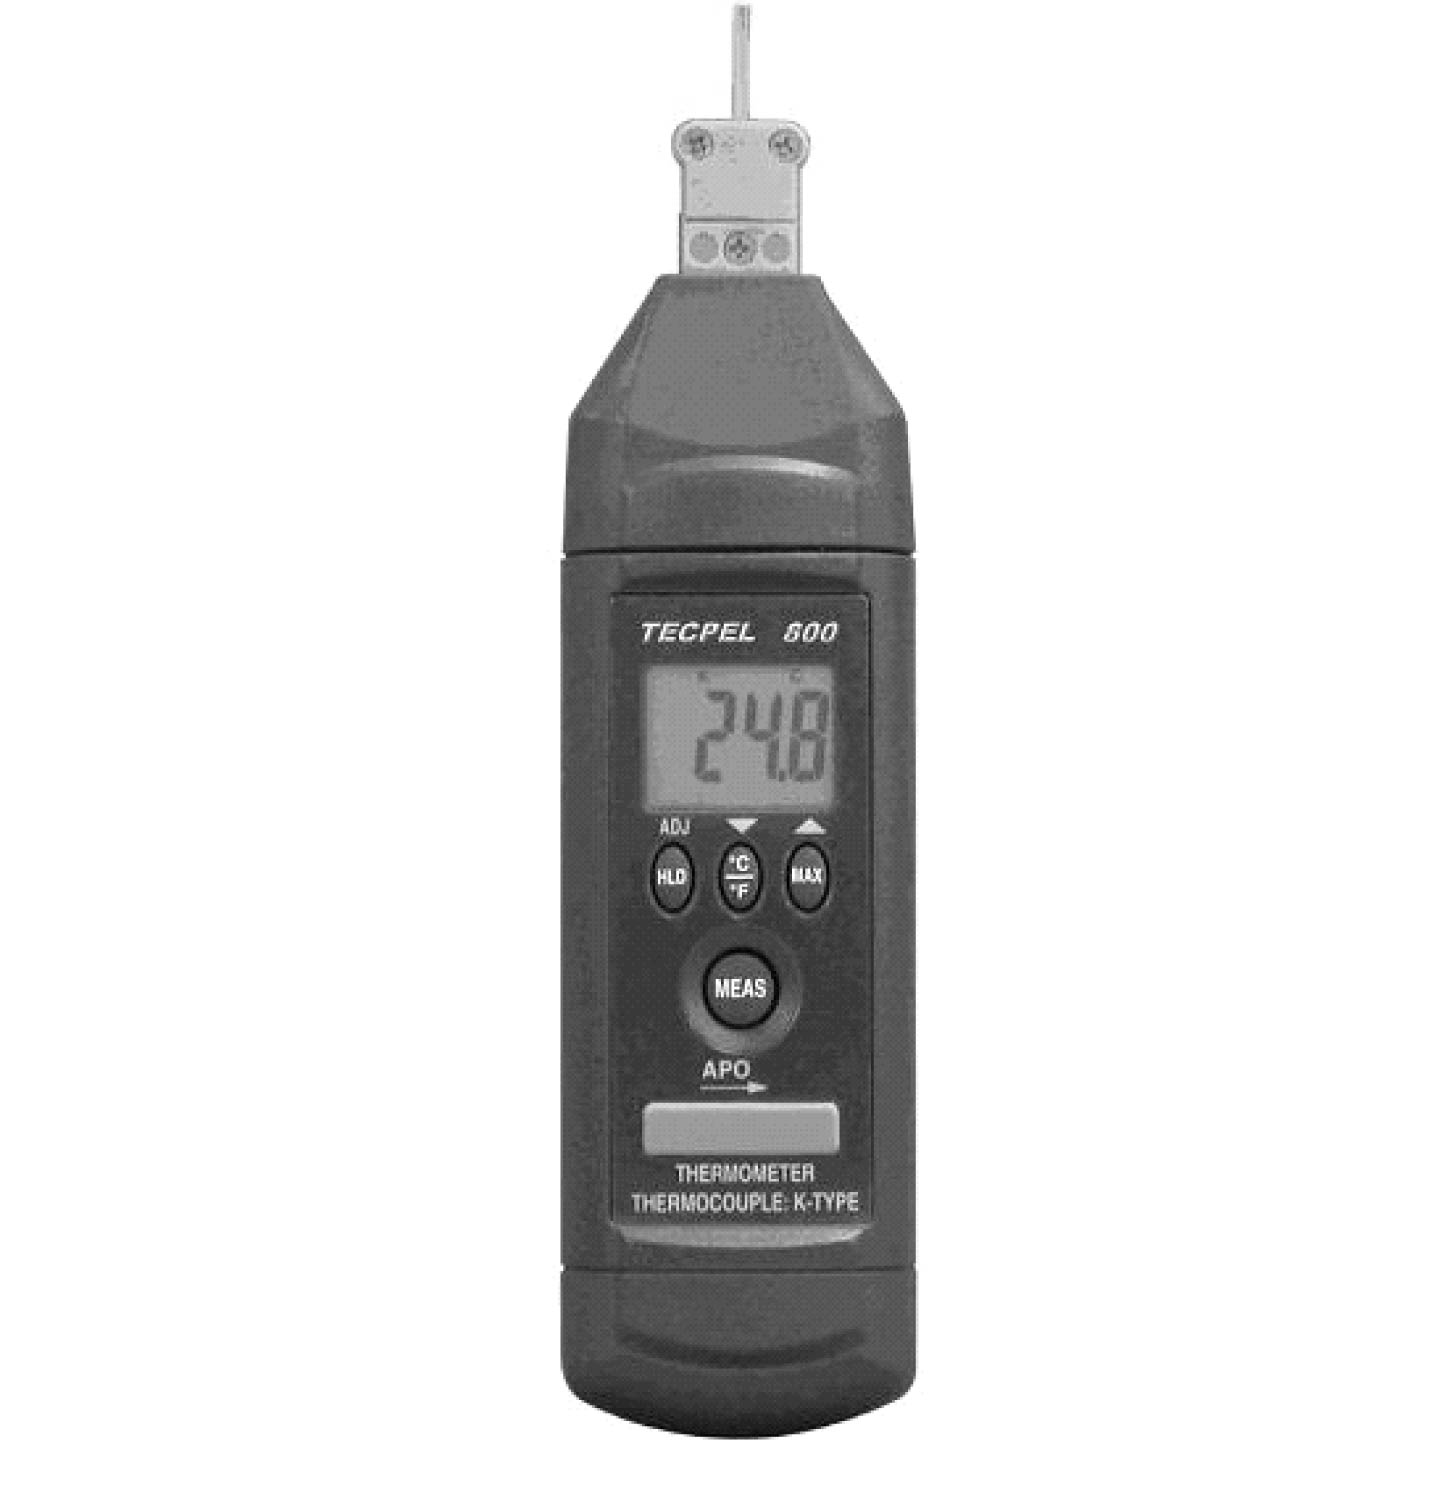 TECPEL 800
K C
24.8
ADJ
HLD °C °F MAX
MEAS
APO
THERMOMETER
THERMOCOUPLE: K-TYPE